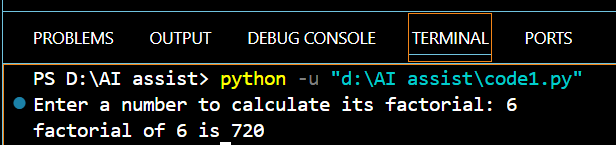 PROBLEMS OUTPUT DEBUG CONSOLE TERMINAL PORTS
PS D:\AI assist> python -u "d:\AI assist\code1.py"
Enter a number to calculate its factorial: 6
factorial of 6 is 720